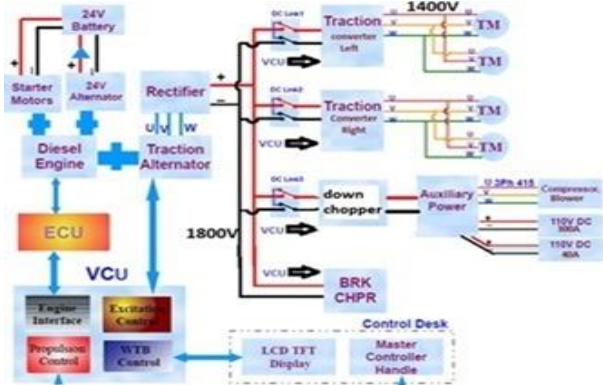 24V
Battery
+
+
Starter
Motors
24V
Alternator
Rectifier
+
−
U V W
Diesel
Engine
Traction
Alternator
ECU
VCU
Engine
Interface
Excitation
Control
Propulsion
Control
WTB
Control
1800V
DC Link1
VCU
Traction
converter
Left
1400V
U
V
W
U
V
W
TM
TM
DC Link2
VCU
Traction
Converter
Right
U
V
W
U
V
W
TM
TM
DC Link3
VCU
down
chopper
Auxiliary
Power
U 3Ph 415
V
W
Compressor,
Blower
+
−
110V DC
300A
+
−
110V DC
40A
VCU
BRK
CHPR
Control Desk
LCD TFT
Display
Master
Controller
Handle